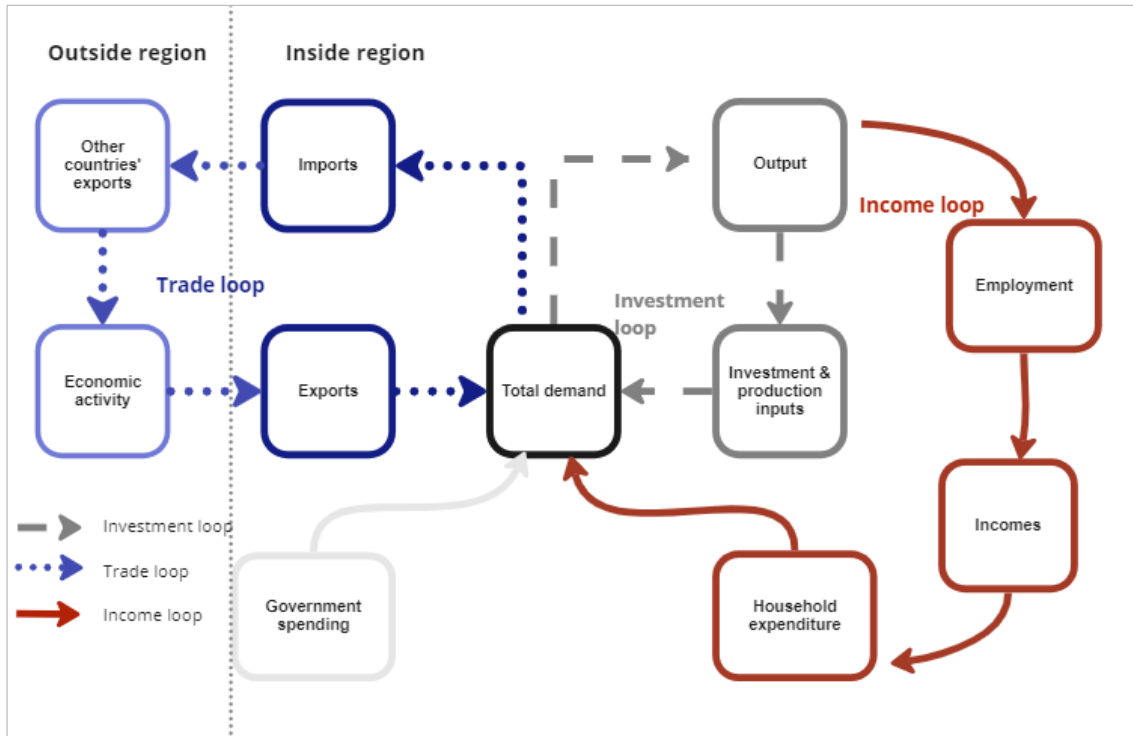 Outside region
Inside region
Other
countries'
exports
Imports
Output
Income loop
Employment
Trade loop
Investment
loop
Economic
activity
Exports
Total demand
Investment &
production
inputs
Incomes
Investment loop
Trade loop
Income loop
Government
spending
Household
expenditure